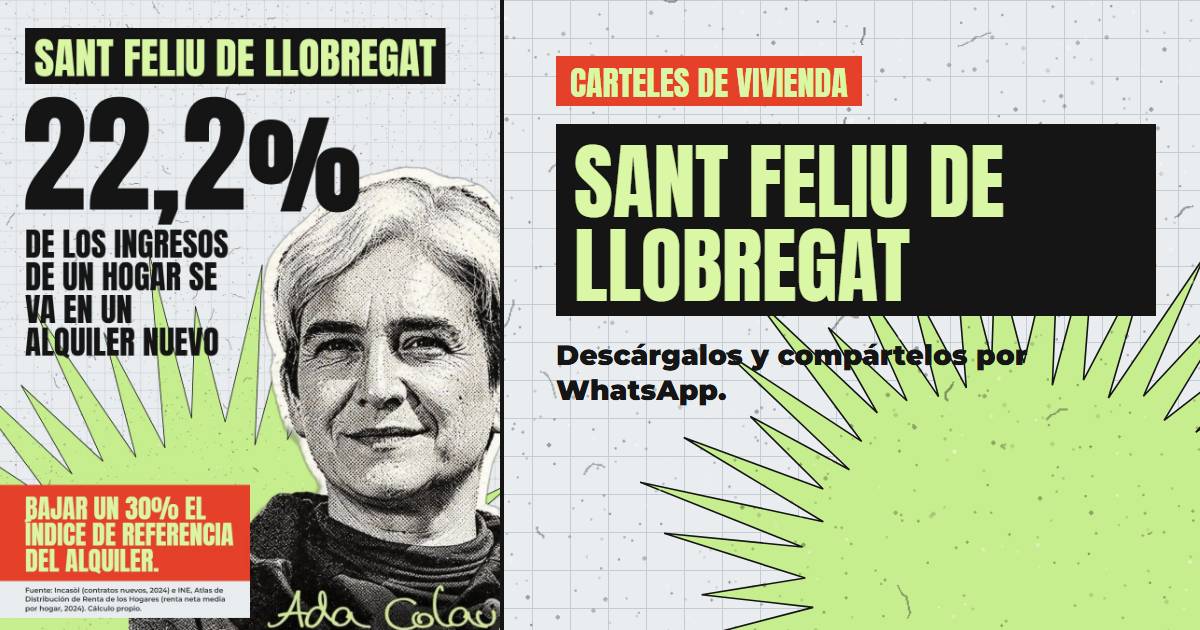 SANT FELIU DE LLOBREGAT
22,2%
DE LOS INGRESOS
DE UN HOGAR SE
VA EN UN
ALQUILER NUEVO
BAJAR UN 30% EL
ÍNDICE DE REFERENCIA
DEL ALQUILER.
Fuente: Incasòl (contratos nuevos, 2024) e INE, Atlas de
Distribución de Renta de los Hogares (renta neta media
por hogar, 2024). Cálculo propio.
Ada Colau
CARTELES DE VIVIENDA
SANT FELIU DE
LLOBREGAT
Descárgalos y compártelos por
WhatsApp.